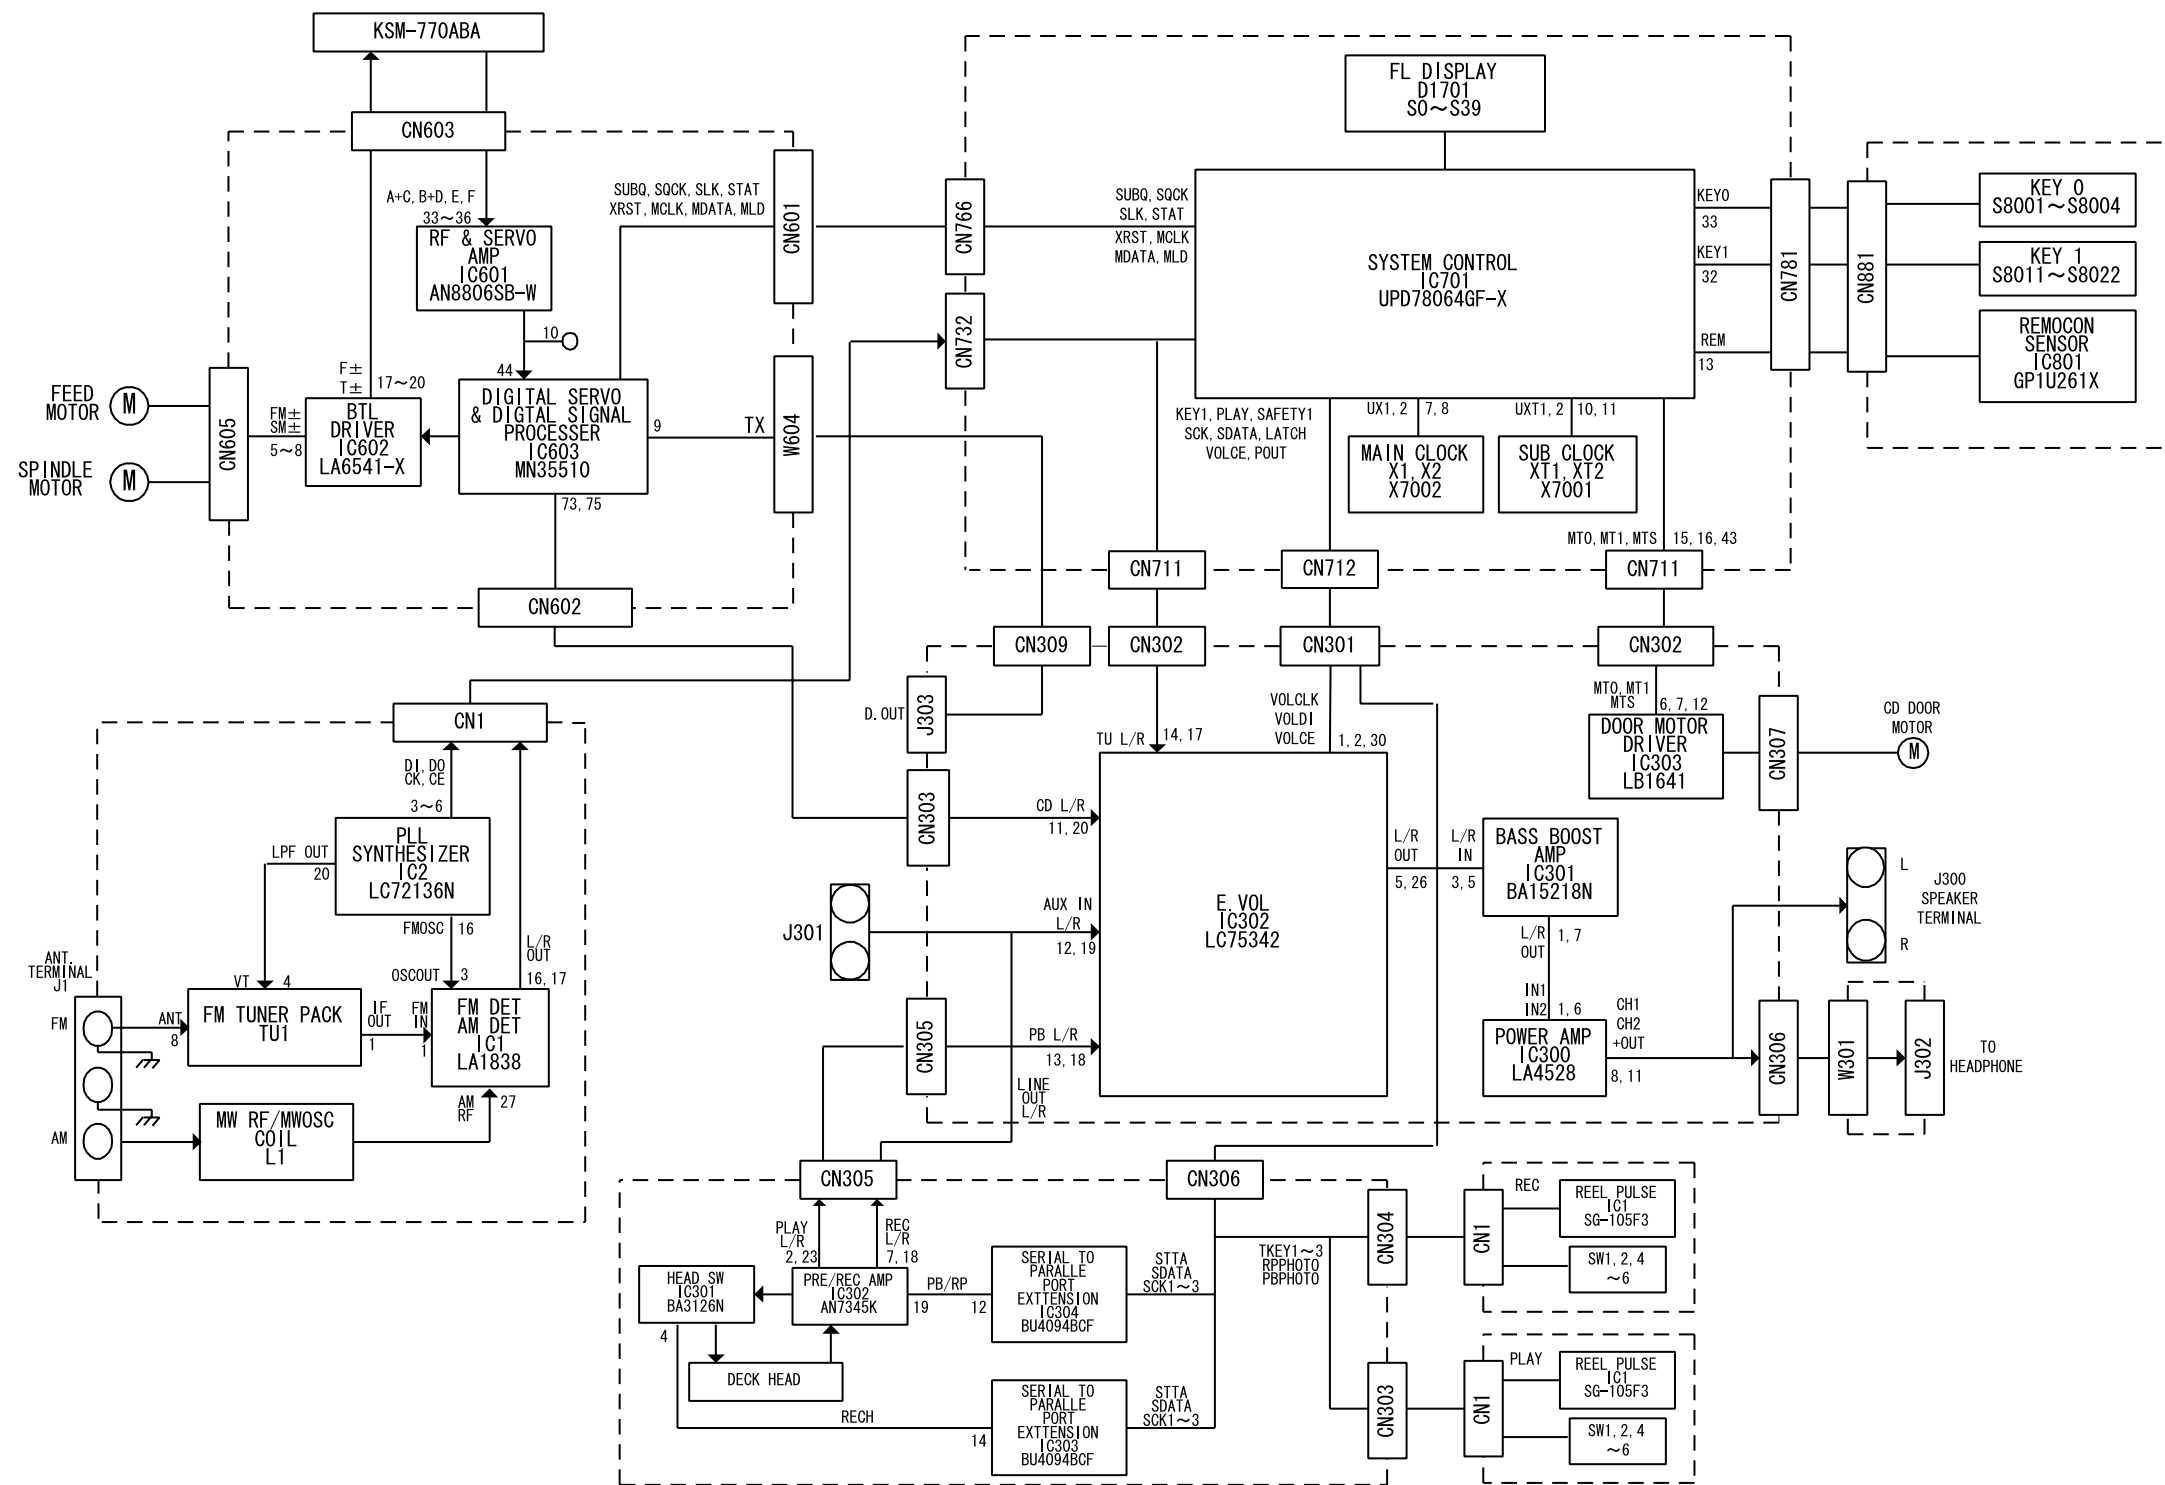 KSM-770ABA
CN603
A+C, B+D, E, F
33~36
RF & SERVO
AMP
IC601
AN8806SB-W
10
SUBQ, SQCK, SLK, STAT
XRST, MCLK, MDATA, MLD
CN601
F±
T±
17~20
44
FEED
MOTOR
M
SPINDLE
MOTOR
M
CN605
FM±
SM±
5~8
BTL
DRIVER
IC602
LA6541-X
DIGITAL SERVO
& DIGTAL SIGNAL
PROCESSER
IC603
MN35510
9
TX
W604
73, 75
CN602
FL DISPLAY
D1701
S0~S39
CN766
SUBQ, SQCK
SLK, STAT
XRST, MCLK
MDATA, MLD
CN732
SYSTEM CONTROL
IC701
UPD78064GF-X
KEY0
33
KEY1
32
REM
13
CN781
CN881
KEY 0
S8001~S8004
KEY 1
S8011~S8022
REMOCON
SENSOR
IC801
GP1U261X
KEY1, PLAY, SAFETY1
SCK, SDATA, LATCH
VOLCE, POUT
UX1, 2
7, 8
UXT1, 2
10, 11
MAIN CLOCK
X1, X2
X7002
SUB CLOCK
XT1, XT2
X7001
MT0, MT1, MTS
15, 16, 43
CN711
CN712
CN711
CN309
CN302
CN301
CN302
D.OUT
J303
TU L/R
14, 17
VOLCLK
VOLDI
VOLCE
1, 2, 30
MT0, MT1
MTS
6, 7, 12
DOOR MOTOR
DRIVER
IC303
LB1641
CN307
CD DOOR
MOTOR
M
CN303
CD L/R
11, 20
J301
AUX IN
L/R
12, 19
CN305
PB L/R
13, 18
LINE
OUT
L/R
E.VOL
IC302
LC75342
L/R
OUT
5, 26
L/R
IN
3, 5
BASS BOOST
AMP
IC301
BA15218N
L/R
OUT
1, 7
IN1
IN2
1, 6
POWER AMP
IC300
LA4528
CH1
CH2
+OUT
8, 11
L
R
J300
SPEAKER
TERMINAL
CN306
W301
J302
TO
HEADPHONE
CN1
DI, DO
CK, CE
3~6
PLL
SYNTHESIZER
IC2
LC72136N
LPF OUT
20
FMOSC
16
L/R
OUT
16, 17
OSCOUT
3
VT
4
ANT.
TERMINAL
J1
FM
AM
ANT
8
FM TUNER PACK
TU1
IF
OUT
1
FM
IN
1
FM DET
AM DET
IC1
LA1838
AM
RF
27
MW RF/MWOSC
COIL
L1
CN305
CN306
PLAY
L/R
2, 23
REC
L/R
7, 18
HEAD SW
IC301
BA3126N
4
PRE/REC AMP
IC302
AN7345K
PB/RP
19
12
DECK HEAD
RECH
14
SERIAL TO
PARALLE
PORT
EXTTENSION
IC304
BU4094BCF
STTA
SDATA
SCK1~3
SERIAL TO
PARALLE
PORT
EXTTENSION
IC303
BU4094BCF
STTA
SDATA
SCK1~3
TKEY1~3
RPPHOTO
PBPHOTO
CN304
CN303
CN1
REC
REEL PULSE
IC1
SG-105F3
SW1, 2, 4
~6
CN1
PLAY
REEL PULSE
IC1
SG-105F3
SW1, 2, 4
~6